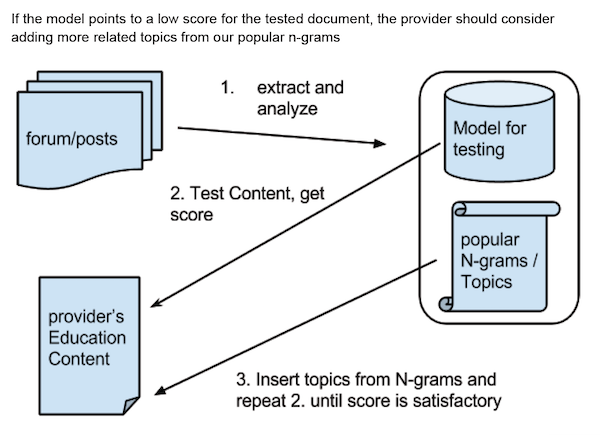 If the model points to a low score for the tested document, the provider should consider
adding more related topics from our popular n-grams
1. extract and
analyze
forum/posts
Model for
testing
2. Test Content, get
score
popular
N-grams /
Topics
provider's
Education
Content
3. Insert topics from N-grams and
repeat 2. until score is satisfactory